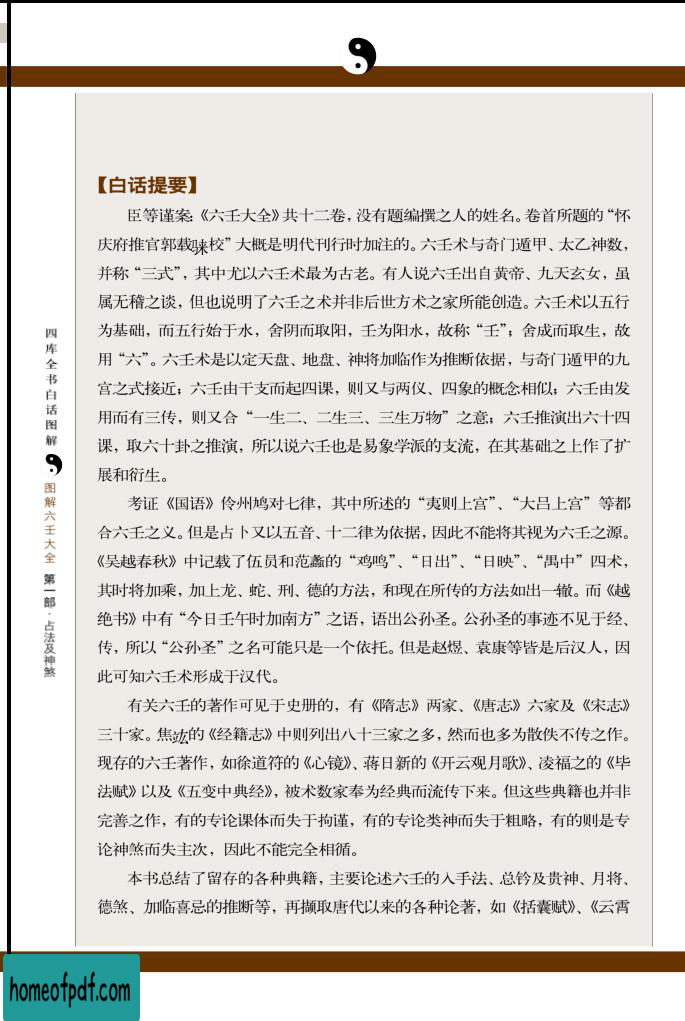 【白话提要】
臣等谨案:《六壬大全》共十二卷，没有题编撰之人的姓名。卷首所题的“怀
庆府推官郭载騋校”大概是明代刊行时加注的。六壬术与奇门遁甲、太乙神数，
并称“三式”，其中尤以六壬术最为古老。有人说六壬出自黄帝、九天玄女，虽
属无稽之谈，但也说明了六壬之术并非后世方术之家所能创造。六壬术以五行
为基础，而五行始于水，舍阴而取阳，壬为阳水，故称“壬”；舍成而取生，故
用“六”。六壬术是以定天盘、地盘、神将加临作为推断依据，与奇门遁甲的九
宫之式接近；六壬由干支而起四课，则又与两仪、四象的概念相似；六壬由发
用而有三传，则又合“一生二、二生三、三生万物”之意；六壬推演出六十四
课，取六十卦之推演，所以说六壬也是易象学派的支流，在其基础之上作了扩
展和衍生。
考证《国语》伶州鸠对七律，其中所述的“夷则上宫”、“大吕上宫”等都
合六壬之义。但是占卜又以五音、十二律为依据，因此不能将其视为六壬之源。
《吴越春秋》中记载了伍员和范蠡的“鸡鸣”、“日出”、“日昳”、“禺中”四术，
其时将加乘，加上龙、蛇、刑、德的方法，和现在所传的方法如出一辙。而《越
绝书》中有“今日壬午时加南方”之语，语出公孙圣。公孙圣的事迹不见于经、
传，所以“公孙圣”之名可能只是一个依托。但是赵煜、袁康等皆是后汉人，因
此可知六壬术形成于汉代。
有关六壬的著作可见于史册的，有《隋志》两家、《唐志》六家及《宋志》
三十家。焦竑的《经籍志》中则列出八十三家之多，然而也多为散佚不传之作。
现存的六壬著作，如徐道符的《心镜》、蒋日新的《开云观月歌》、凌福之的《毕
法赋》以及《五变中典经》，被术数家奉为经典而流传下来。但这些典籍也并非
完善之作，有的专论课体而失于拘谨，有的专论类神而失于粗略，有的则是专
论神煞而失主次，因此不能完全相循。
本书总结了留存的各种典籍，主要论述六壬的入手法、总钤及贵神、月将、
德煞、加临喜忌的推断等，再撷取唐代以来的各种论著，如《括囊赋》、《云霄
四库全书白话图解
图解六壬大全
第一部·占法及神煞
homeofpdf.com